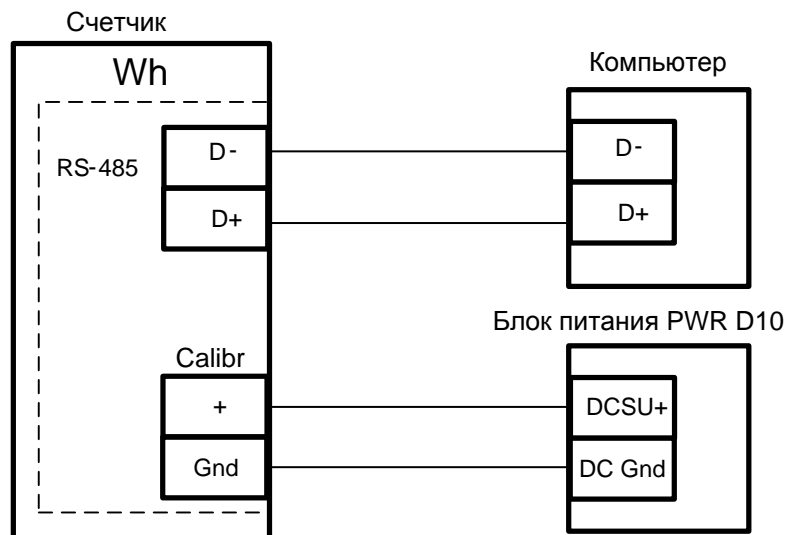 Счетчик
Wh
Компьютер
RS-485
D-
D+
D-
D+
Блок питания PWR D10
Calibr
+
Gnd
DCSU+
DC Gnd